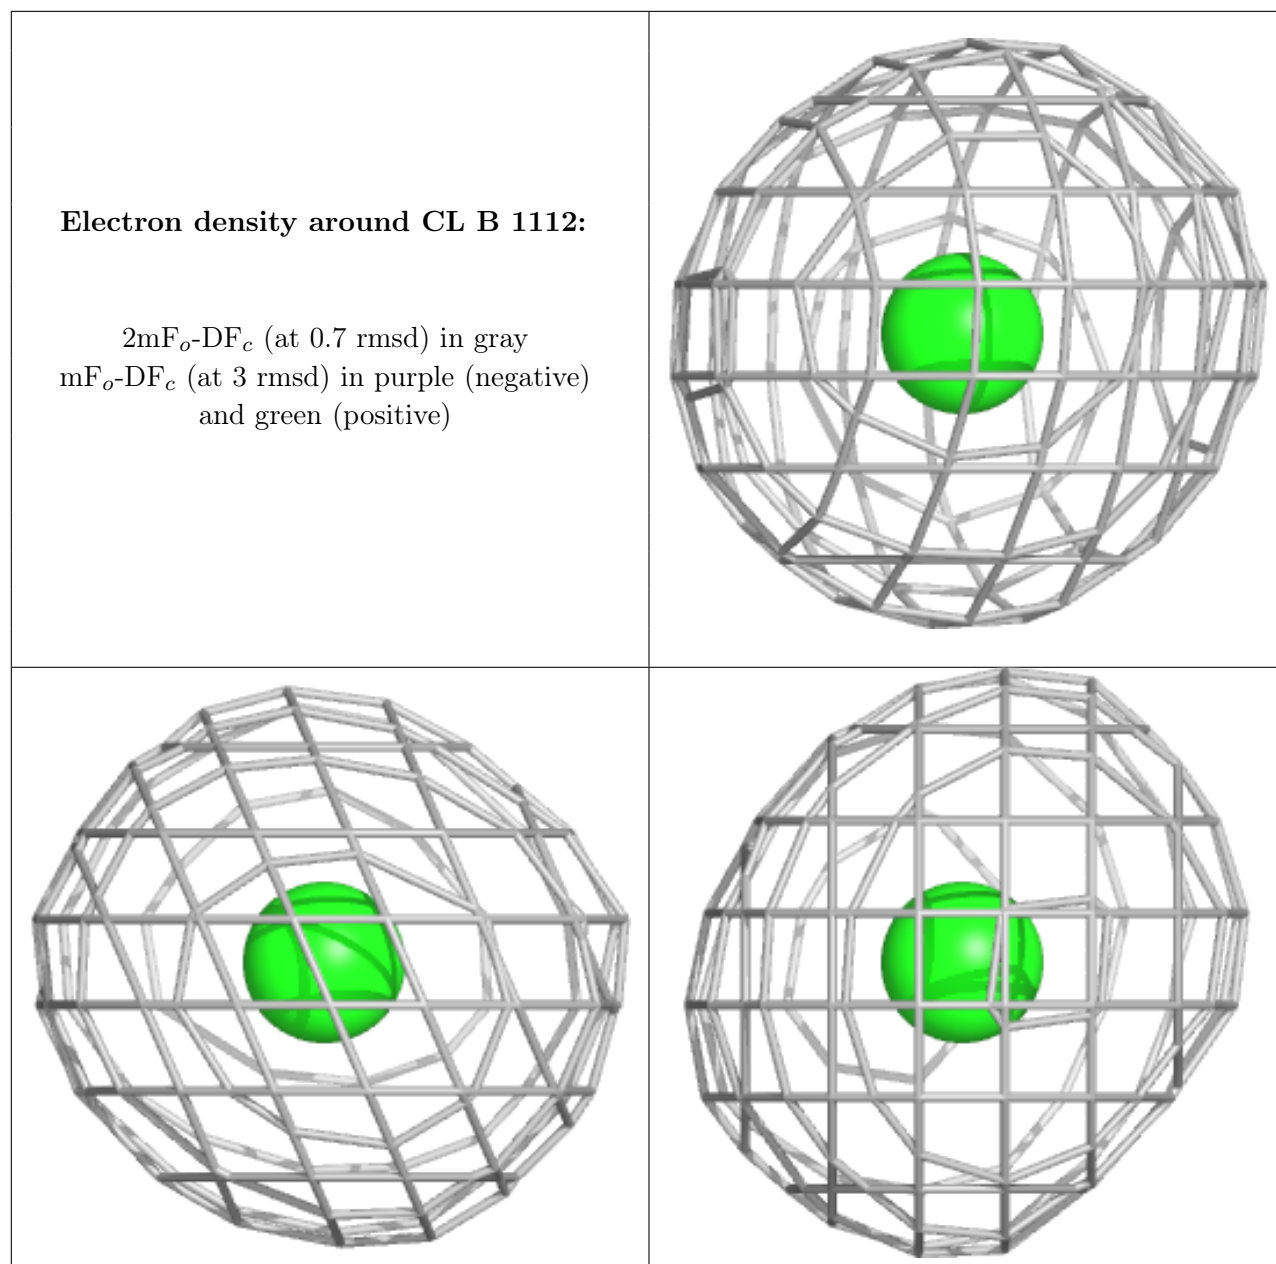 Electron density around CL B 1112:
2mFo-DFc (at 0.7 rmsd) in gray
mFo-DFc (at 3 rmsd) in purple (negative)
and green (positive)